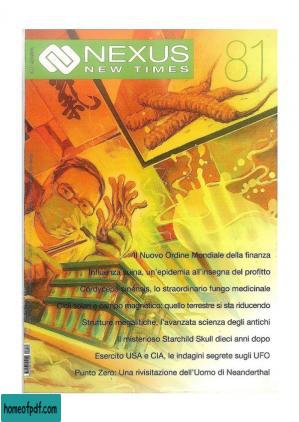 NEXUS
NEW TIMES
81
Il Nuovo Ordine Mondiale della finanza
Influenza suina, un'epidemia all'insegna del profitto
Cordyceps sinensis, lo straordinario fungo medicinale
Cicli solari e campo magnetico: quello terrestre si sta riducendo
Strutture megalitiche, l'avanzata scienza degli antichi
Il misterioso Starchild Skull dieci anni dopo
Esercito USA e CIA, le indagini segrete sugli UFO
Punto Zero: Una rivisitazione dell'Uomo di Neanderthal
homeofpdf.com